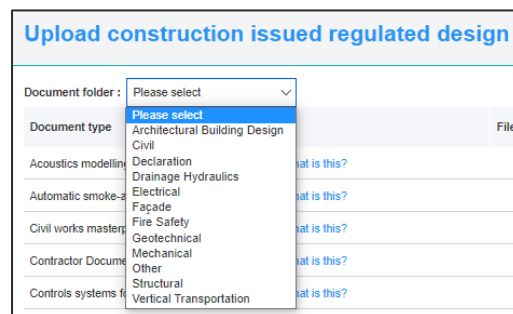 Upload construction issued regulated design
Document folder : Please select
Document type File
Please select
Architectural Building Design
Civil
Declaration
Drainage Hydraulics
Electrical
Façade
Fire Safety
Geotechnical
Mechanical
Other
Structural
Vertical Transportation
Acoustics modelling hat is this?
Automatic smoke-a hat is this?
Civil works masterp hat is this?
Contractor Docume hat is this?
Controls systems fo hat is this?